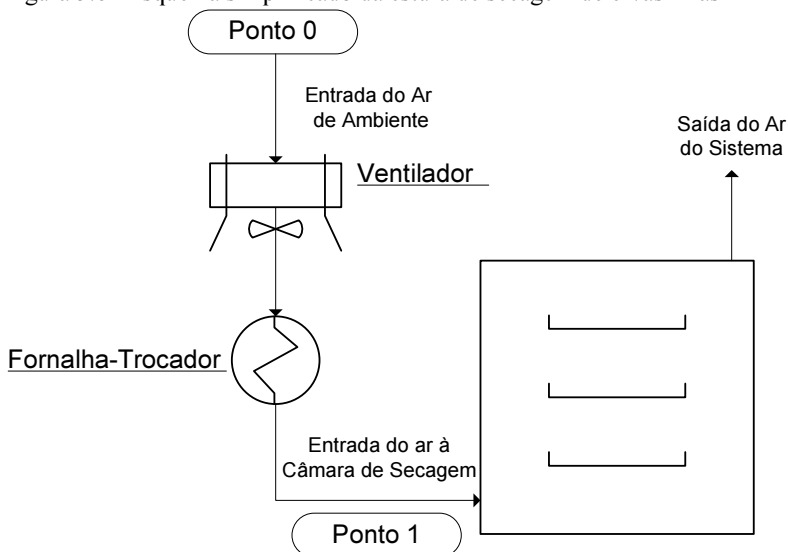 Ponto 0
Entrada do Ar
de Ambiente
Ventilador
Saída do Ar
do Sistema
Fornalha-Trocador
Entrada do ar à
Câmara de Secagem
Ponto 1